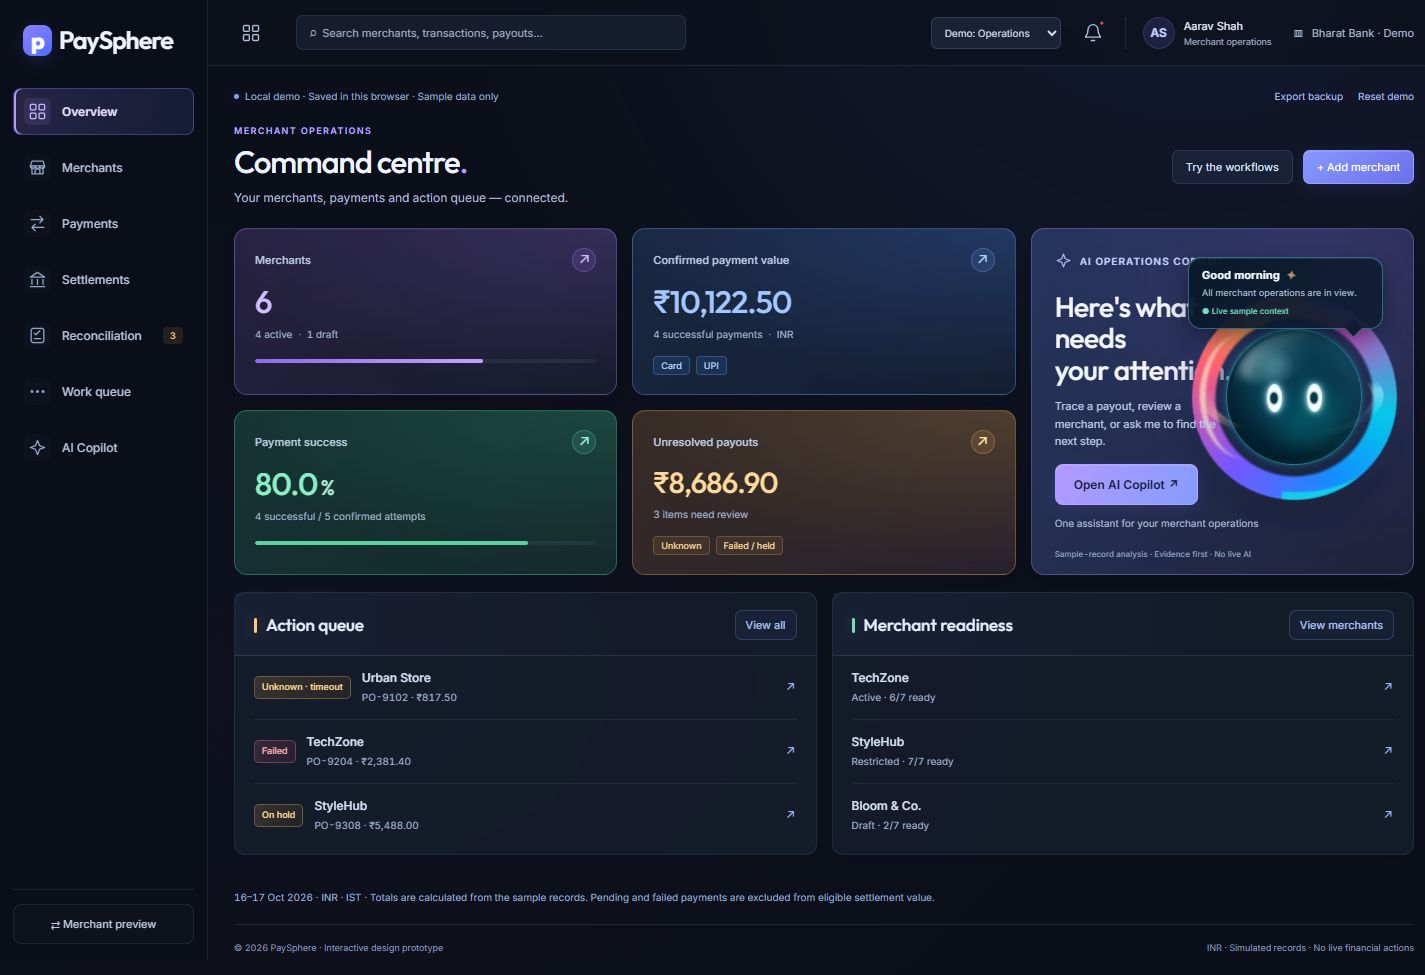 p PaySphere
Search merchants, transactions, payouts...
Demo: Operations
AS
Aarav Shah
Merchant operations
Bharat Bank · Demo
Overview
Merchants
Payments
Settlements
Reconciliation 3
Work queue
AI Copilot
⇄ Merchant preview
Local demo · Saved in this browser · Sample data only
Export backup Reset demo
MERCHANT OPERATIONS
Command centre.
Your merchants, payments and action queue — connected.
Try the workflows
+ Add merchant
Merchants
6
4 active · 1 draft
Confirmed payment value
₹10,122.50
4 successful payments · INR
Card UPI
Payment success
80.0%
4 successful / 5 confirmed attempts
Unresolved payouts
₹8,686.90
3 items need review
Unknown Failed / held
AI OPERATIONS
Good morning
All merchant operations are in view.
Live sample context
Here's what
needs
your
Trace a payout, review a
merchant, or ask me to find the
next step.
Open AI Copilot ↗
One assistant for your merchant operations
Sample-record analysis · Evidence first · No live AI
Action queue
View all
Unknown · timeout
Urban Store
PO-9102 · ₹817.50
Failed
TechZone
PO-9204 · ₹2,381.40
On hold
StyleHub
PO-9308 · ₹5,488.00
Merchant readiness
View merchants
TechZone
Active · 6/7 ready
StyleHub
Restricted · 7/7 ready
Bloom & Co.
Draft · 2/7 ready
16–17 Oct 2026 · INR · IST · Totals are calculated from the sample records. Pending and failed payments are excluded from eligible settlement value.
© 2026 PaySphere · Interactive design prototype
INR · Simulated records · No live financial actions